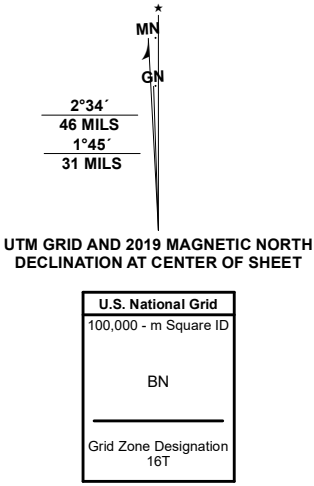 MN
GN
2°34´
46 MILS
1°45´
31 MILS
UTM GRID AND 2019 MAGNETIC NORTH
DECLINATION AT CENTER OF SHEET
U.S. National Grid
100,000 - m Square ID
BN
Grid Zone Designation
16T